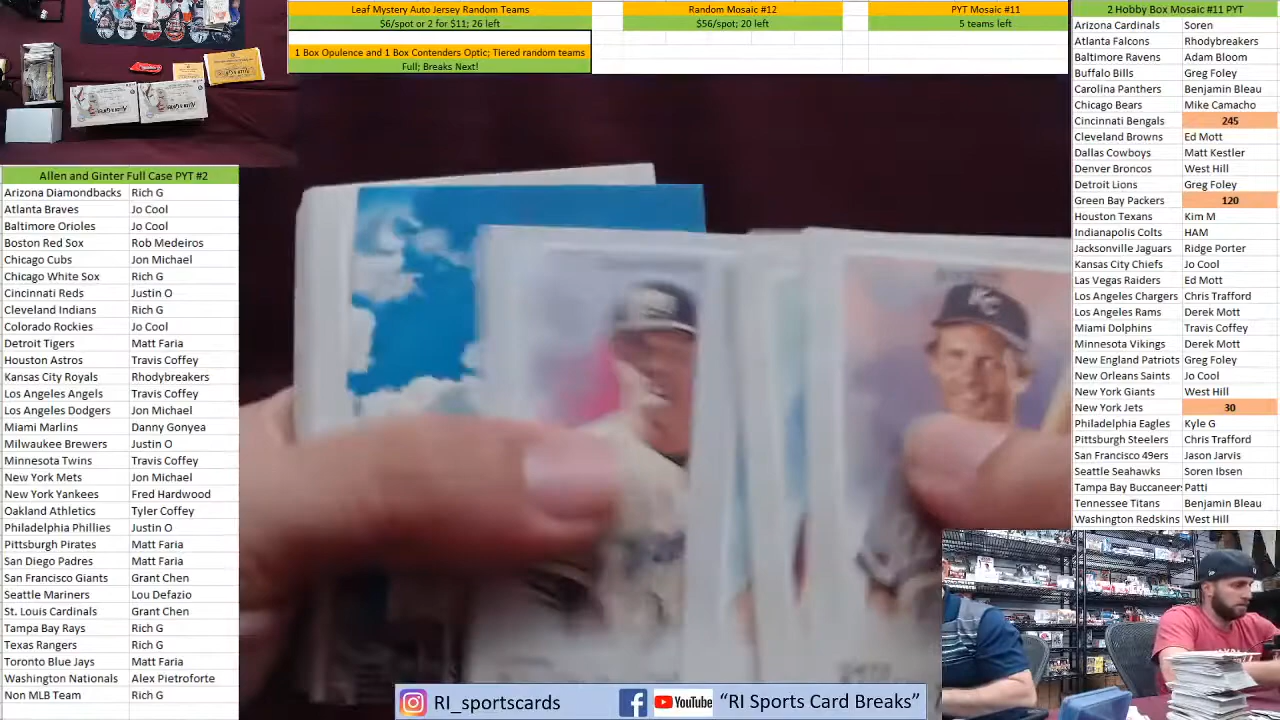 Leaf Mystery Auto Jersey Random Teams
$6/spot or 2 for $11; 26 left
1 Box Opulence and 1 Box Contenders Optic; Tiered random teams
Full; Breaks Next!
Random Mosaic #12
$56/spot; 20 left
PYT Mosaic #11
5 teams left
2 Hobby Box Mosaic #11 PYT
Arizona Cardinals Soren
Atlanta Falcons Rhodybreakers
Baltimore Ravens Adam Bloom
Buffalo Bills Greg Foley
Carolina Panthers Benjamin Bleau
Chicago Bears Mike Camacho
Cincinnati Bengals 245
Cleveland Browns Ed Mott
Dallas Cowboys Matt Kestler
Denver Broncos West Hill
Detroit Lions Greg Foley
Green Bay Packers 120
Houston Texans Kim M
Indianapolis Colts HAM
Jacksonville Jaguars Ridge Porter
Kansas City Chiefs Jo Cool
Las Vegas Raiders Ed Mott
Los Angeles Chargers Chris Trafford
Los Angeles Rams Derek Mott
Miami Dolphins Travis Coffey
Minnesota Vikings Derek Mott
New England Patriots Greg Foley
New Orleans Saints Jo Cool
New York Giants West Hill
New York Jets 30
Philadelphia Eagles Kyle G
Pittsburgh Steelers Chris Trafford
San Francisco 49ers Jason Jarvis
Seattle Seahawks Soren Ibsen
Tampa Bay Buccaneers Patti
Tennessee Titans Benjamin Bleau
Washington Redskins West Hill
Allen and Ginter Full Case PYT #2
Arizona Diamondbacks Rich G
Atlanta Braves Jo Cool
Baltimore Orioles Jo Cool
Boston Red Sox Rob Medeiros
Chicago Cubs Jon Michael
Chicago White Sox Rich G
Cincinnati Reds Justin O
Cleveland Indians Rich G
Colorado Rockies Jo Cool
Detroit Tigers Matt Faria
Houston Astros Travis Coffey
Kansas City Royals Rhodybreakers
Los Angeles Angels Travis Coffey
Los Angeles Dodgers Jon Michael
Miami Marlins Danny Gonyea
Milwaukee Brewers Justin O
Minnesota Twins Travis Coffey
New York Mets Jon Michael
New York Yankees Fred Hardwood
Oakland Athletics Tyler Coffey
Philadelphia Phillies Justin O
Pittsburgh Pirates Matt Faria
San Diego Padres Matt Faria
San Francisco Giants Grant Chen
Seattle Mariners Lou Defazio
St. Louis Cardinals Grant Chen
Tampa Bay Rays Rich G
Texas Rangers Rich G
Toronto Blue Jays Matt Faria
Washington Nationals Alex Pietroforte
Non MLB Team Rich G
RI_sportscards YouTube “RI Sports Card Breaks”